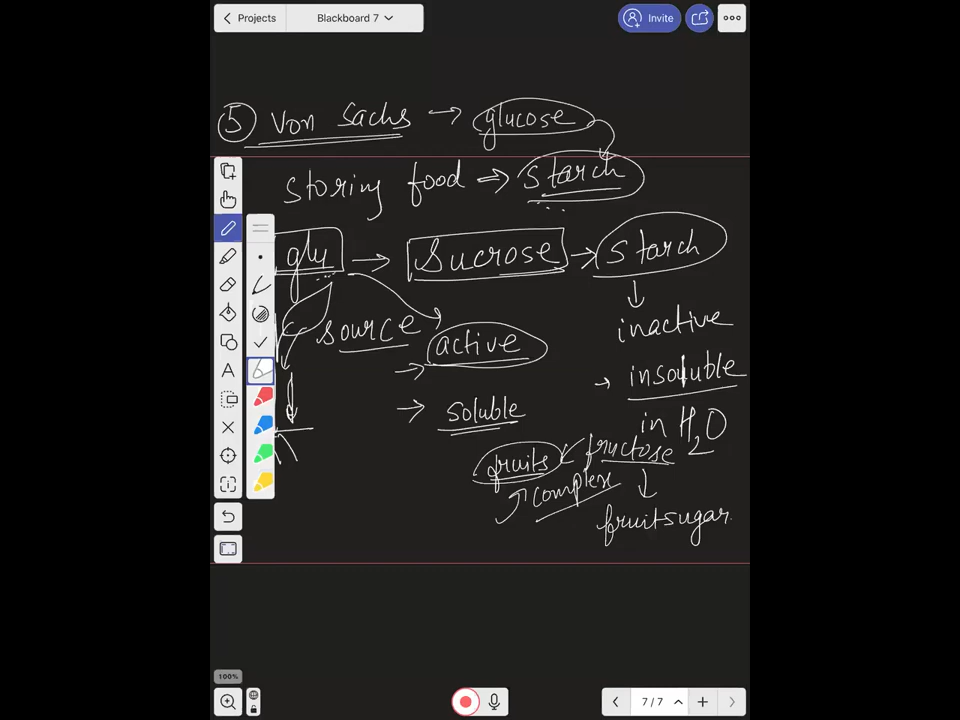 Projects
Blackboard 7
Invite
5 Von Sachs → glucose
storing food → starch
gly → Sucrose → starch
source
→ active
inactive
→ soluble
→ insoluble
in H₂O
fruits
fructose
complex
fruitsugar
A
100%
7/7